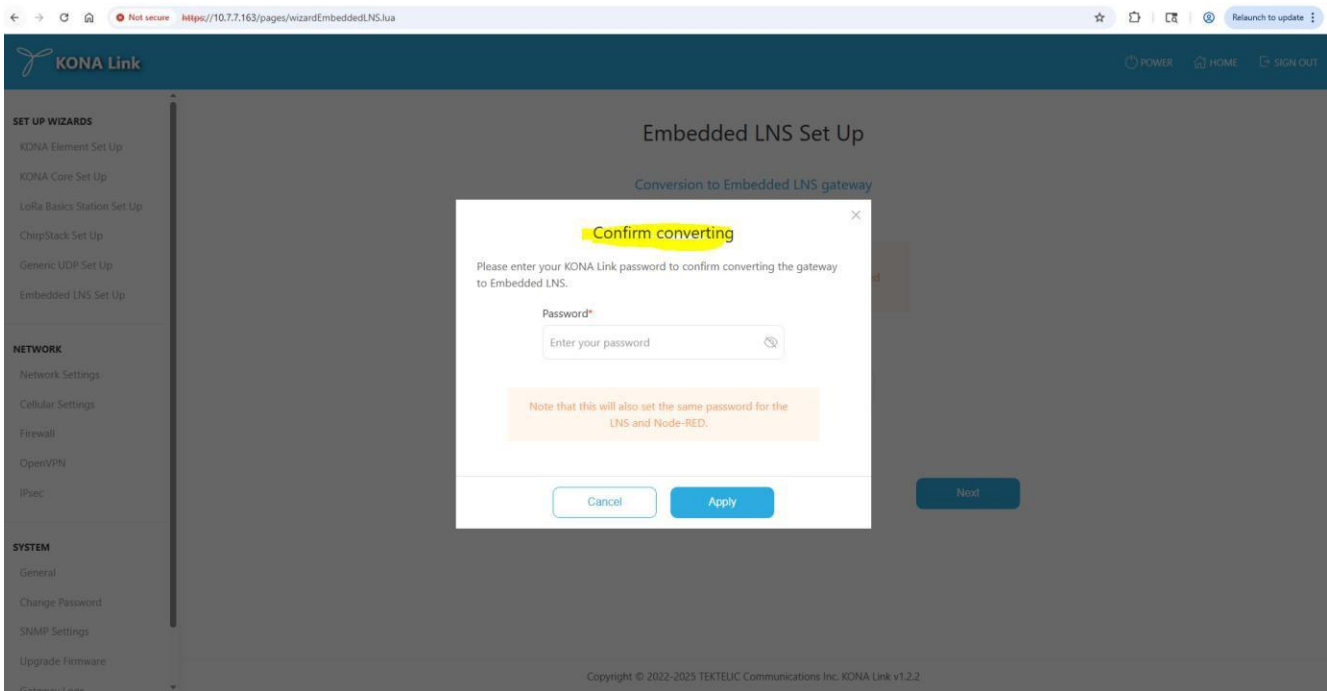 Not secure https://10.7.7.163/pages/wizardEmbeddedLNS.lua
Relaunch to update
KONA Link
POWER HOME SIGN OUT
SET UP WIZARDS
KONA Element Set Up
KONA Core Set Up
LoRa Basics Station Set Up
ChirpStack Set Up
Generic UDP Set Up
Embedded LNS Set Up
NETWORK
Network Settings
Cellular Settings
Firewall
OpenVPN
IPsec
SYSTEM
General
Change Password
SNMP Settings
Upgrade Firmware
Gateway Logs
Embedded LNS Set Up
Conversion to Embedded LNS gateway
Confirm converting
Please enter your KONA Link password to confirm converting the gateway
to Embedded LNS.
Password*
Enter your password
Note that this will also set the same password for the
LNS and Node-RED.
Cancel Apply
Next
Copyright © 2022-2025 TEKTELIC Communications Inc. KONA Link v1.2.2